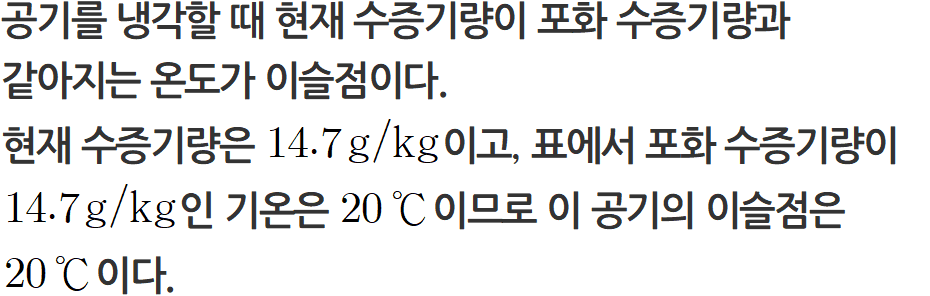 공기를 냉각할 때 현재 수증기량이 포화 수증기량과
같아지는 온도가 이슬점이다.
현재 수증기량은 14.7 g/kg이고, 표에서 포화 수증기량이
14.7 g/kg인 기온은 20 ℃이므로 이 공기의 이슬점은
20 ℃이다.